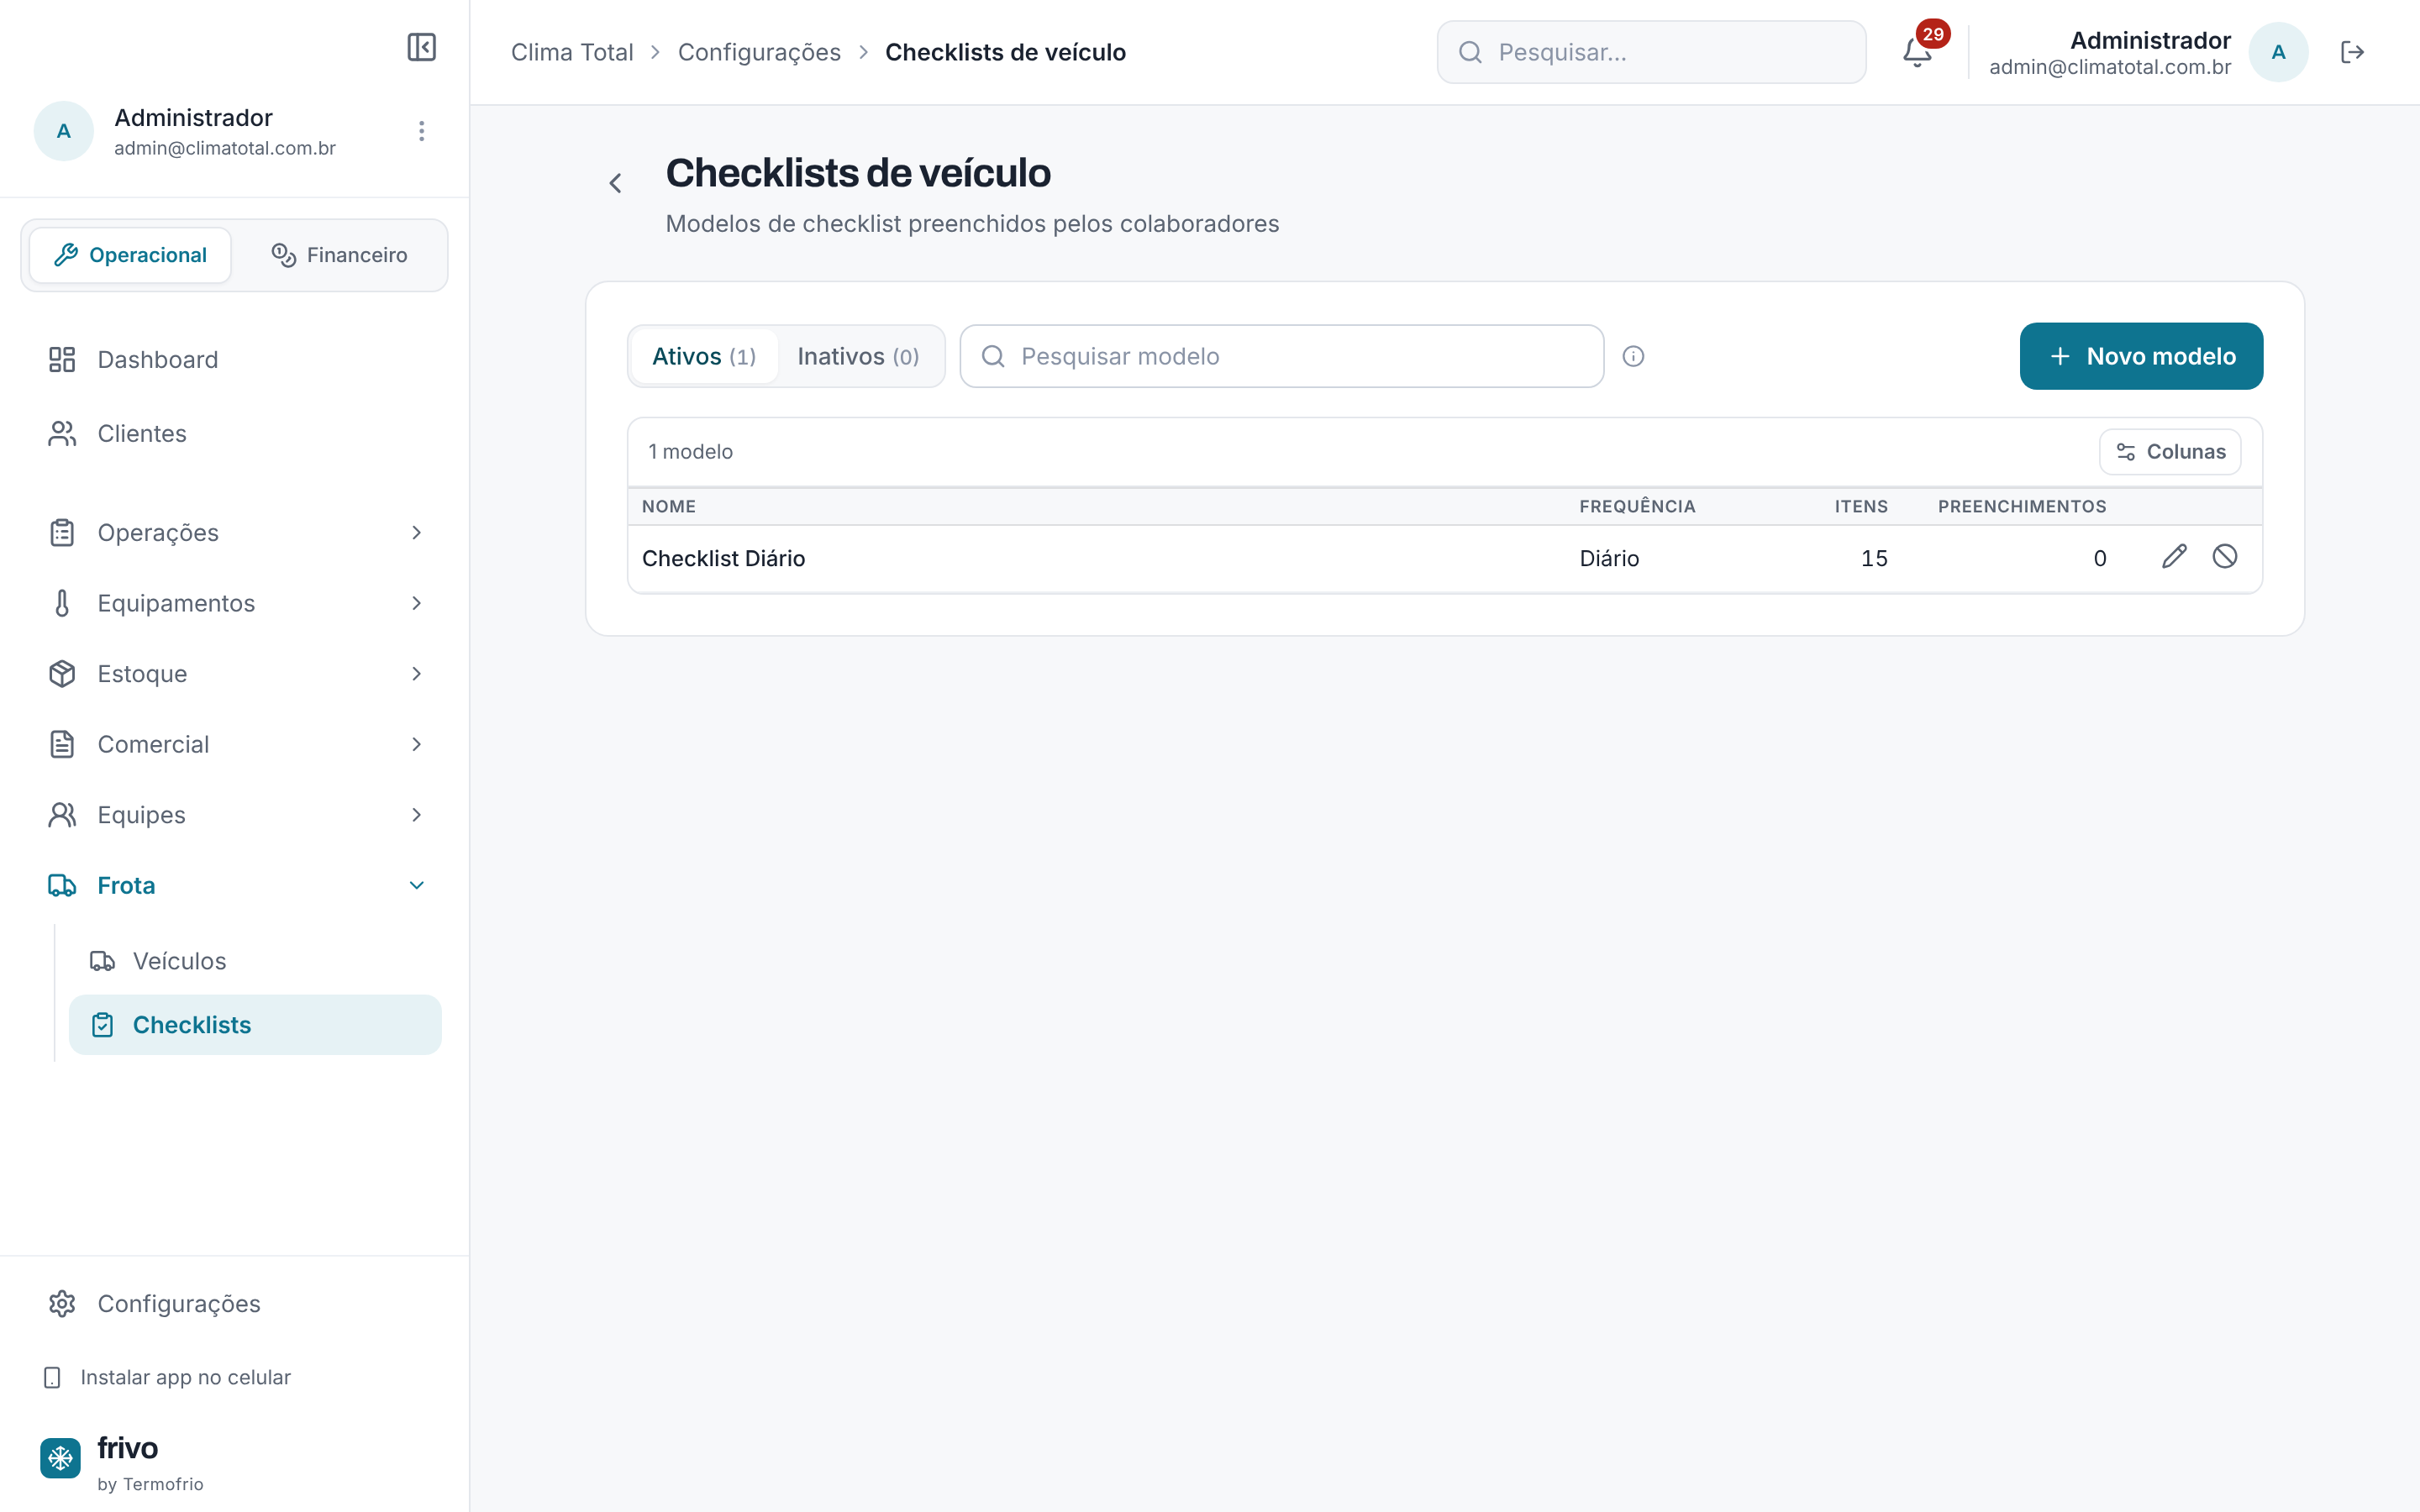 Administrador
admin@climatotal.com.br
Operacional
Financeiro
Dashboard
Clientes
Operações
Equipamentos
Estoque
Comercial
Equipes
Frota
Veículos
Checklists
Configurações
Instalar app no celular
frivo
by Termofrio
Clima Total
Configurações
Checklists de veículo
Pesquisar...
29
Administrador
admin@climatotal.com.br
A
A
Checklists de veículo
Modelos de checklist preenchidos pelos colaboradores
Ativos (1)
Inativos (0)
Pesquisar modelo
Novo modelo
1 modelo
Colunas
NOME FREQUÊNCIA ITENS PREENCHIMENTOS
Checklist Diário Diário 15 0